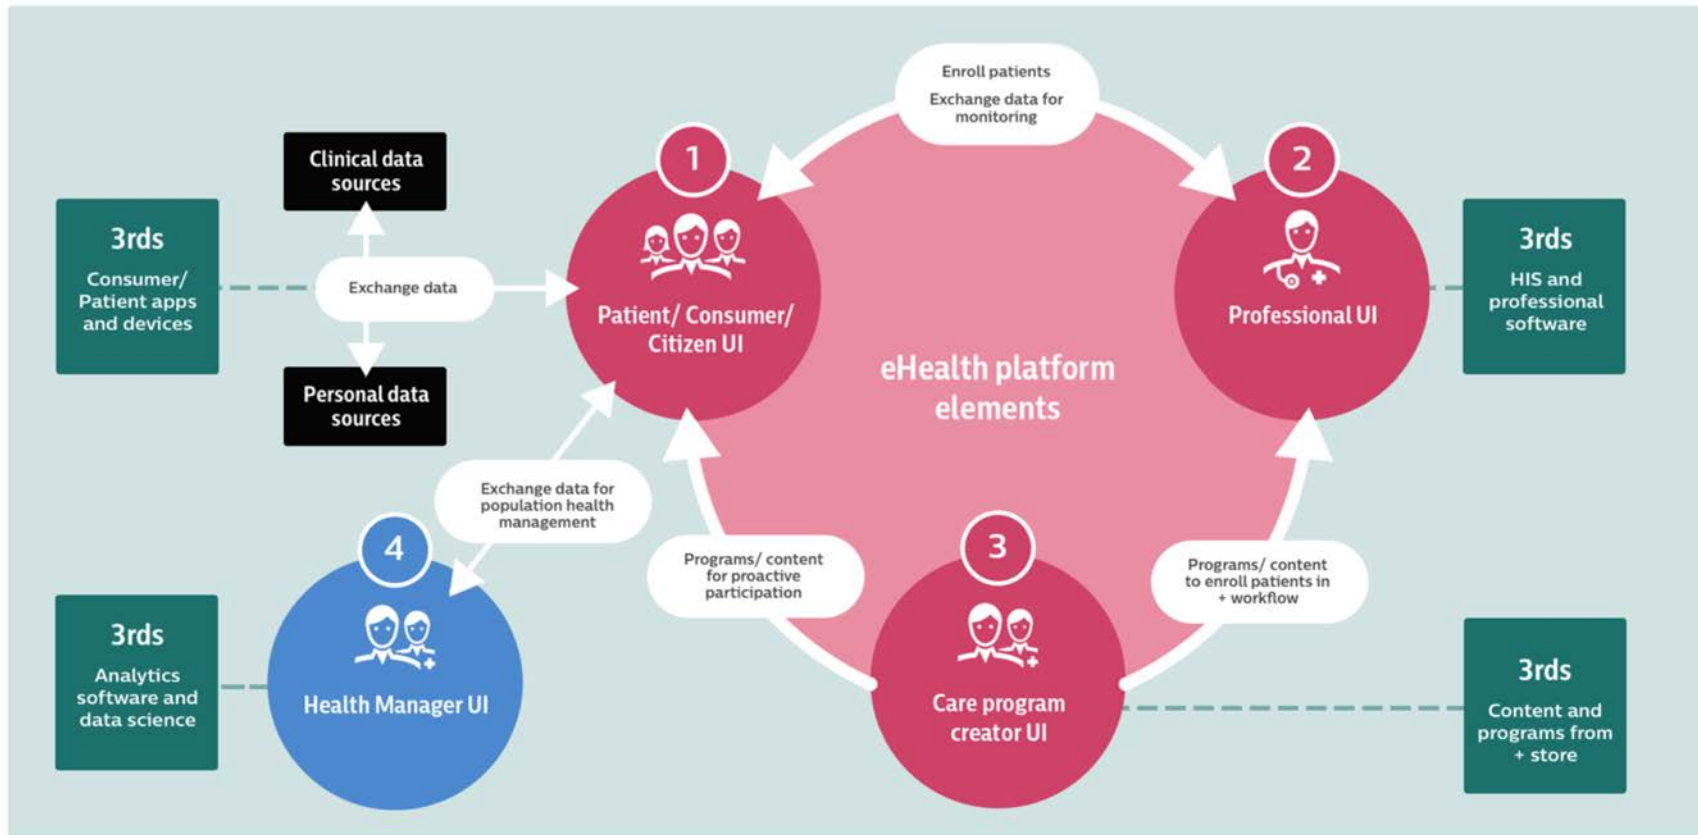 Enroll patients
Exchange data for
monitoring
1
2
Clinical data
sources
3rds
Consumer/
Patient apps
and devices
Exchange data
Patient/ Consumer/
Citizen UI
Professional UI
3rds
HIS and
professional
software
eHealth platform
elements
Personal data
sources
Exchange data for
population health
management
4
3
Programs/ content
for proactive
participation
Programs/ content
to enroll patients in
+ workflow
3rds
Analytics
software and
data science
Health Manager UI
Care program
creator UI
3rds
Content and
programs from
+ store